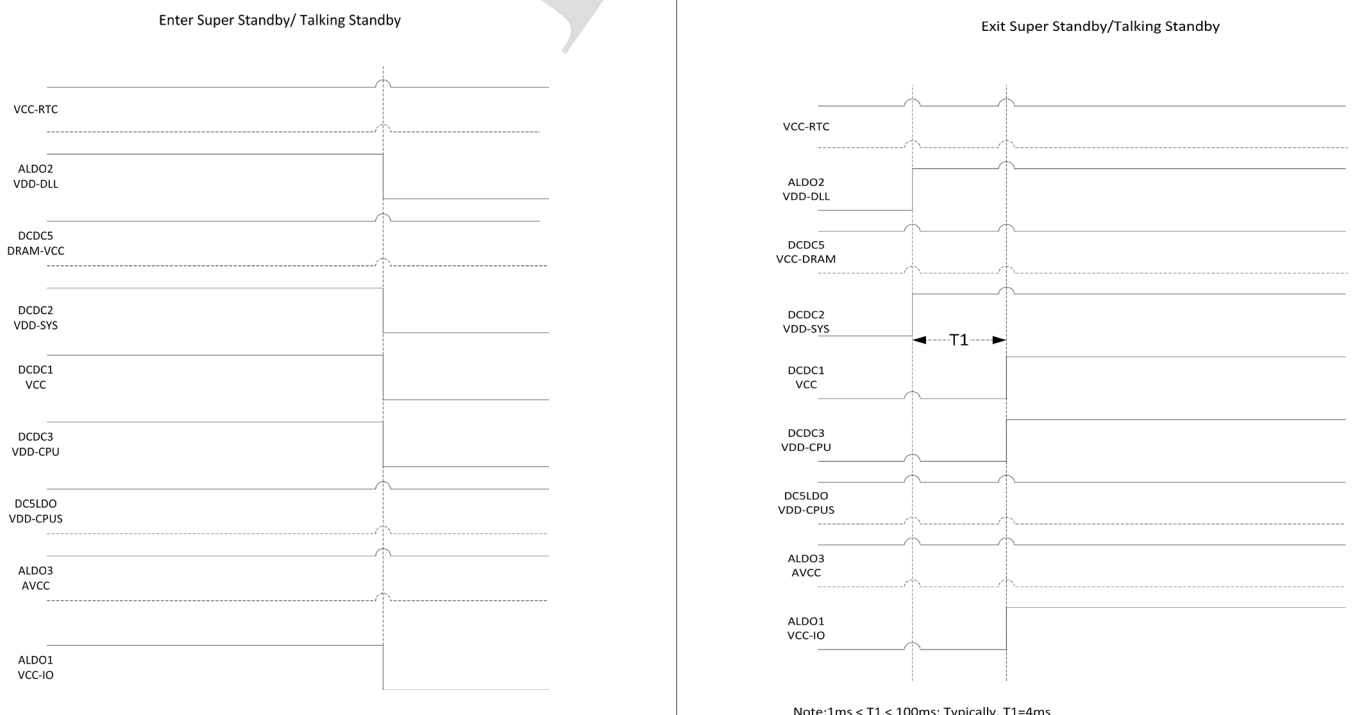 Enter Super Standby/ Talking Standby
VCC-RTC
ALDO2
VDD-DLL
DCDC5
DRAM-VCC
DCDC2
VDD-SYS
DCDC1
VCC
DCDC3
VDD-CPU
DC5LDO
VDD-CPUS
ALDO3
AVCC
ALDO1
VCC-IO
Exit Super Standby/Talking Standby
VCC-RTC
ALDO2
VDD-DLL
DCDC5
VCC-DRAM
DCDC2
VDD-SYS
T1
DCDC1
VCC
DCDC3
VDD-CPU
DC5LDO
VDD-CPUS
ALDO3
AVCC
ALDO1
VCC-IO
Note:1ms < T1 < 100ms; Typically, T1=4ms